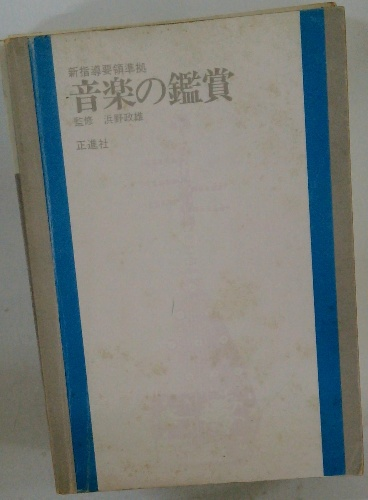 新指導要領準拠
音楽の鑑賞
監修 浜野政雄
正進社